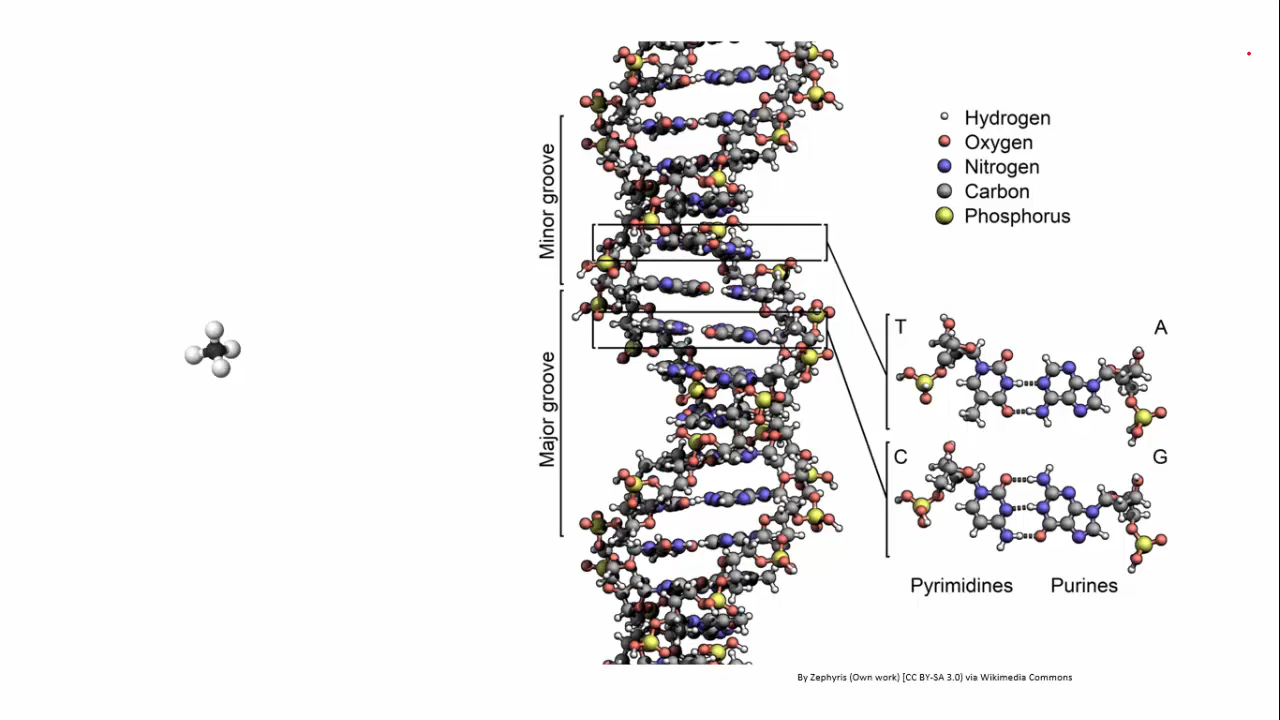 Minor groove
Major groove
Hydrogen
Oxygen
Nitrogen
Carbon
Phosphorus
T
A
C
G
Pyrimidines
Purines
By Zephyris (Own work) [CC BY-SA 3.0) via Wikimedia Commons